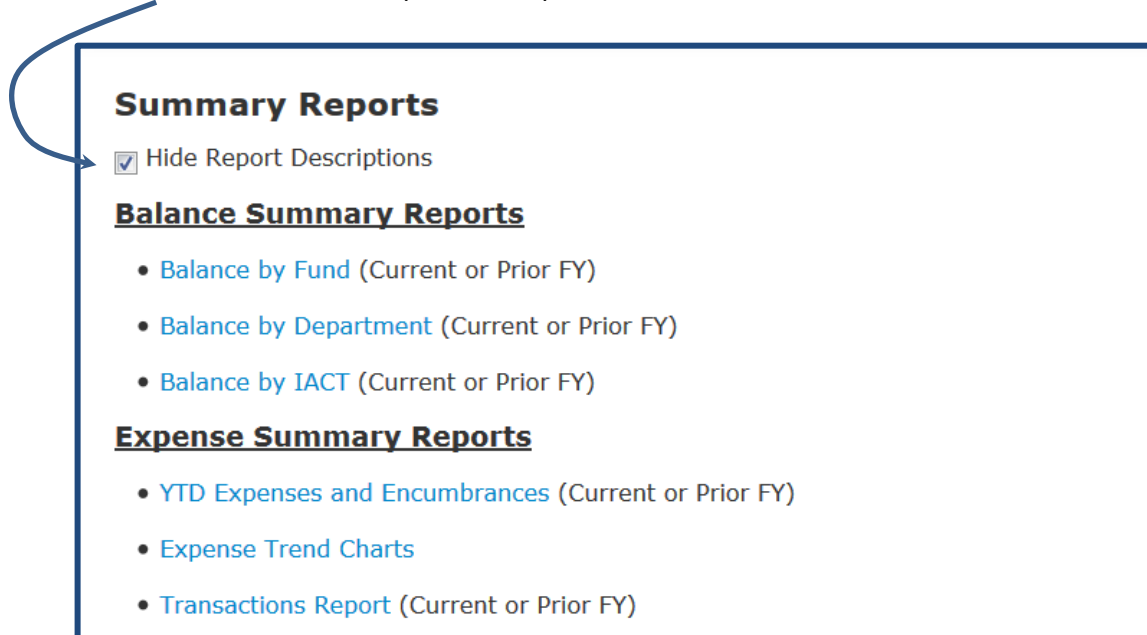 Summary Reports
Hide Report Descriptions
Balance Summary Reports
• Balance by Fund (Current or Prior FY)
• Balance by Department (Current or Prior FY)
• Balance by IACT (Current or Prior FY)
Expense Summary Reports
• YTD Expenses and Encumbrances (Current or Prior FY)
• Expense Trend Charts
• Transactions Report (Current or Prior FY)